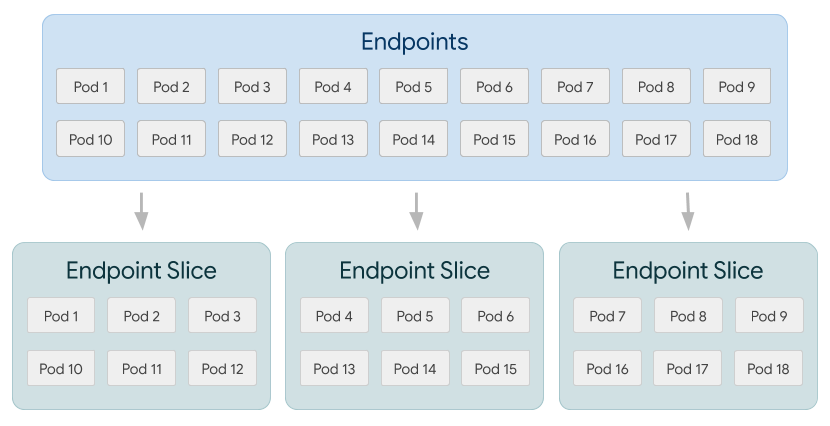 Endpoints
Pod 1 Pod 2 Pod 3 Pod 4 Pod 5 Pod 6 Pod 7 Pod 8 Pod 9
Pod 10 Pod 11 Pod 12 Pod 13 Pod 14 Pod 15 Pod 16 Pod 17 Pod 18
Endpoint Slice
Pod 1 Pod 2 Pod 3
Pod 10 Pod 11 Pod 12
Endpoint Slice
Pod 4 Pod 5 Pod 6
Pod 13 Pod 14 Pod 15
Endpoint Slice
Pod 7 Pod 8 Pod 9
Pod 16 Pod 17 Pod 18